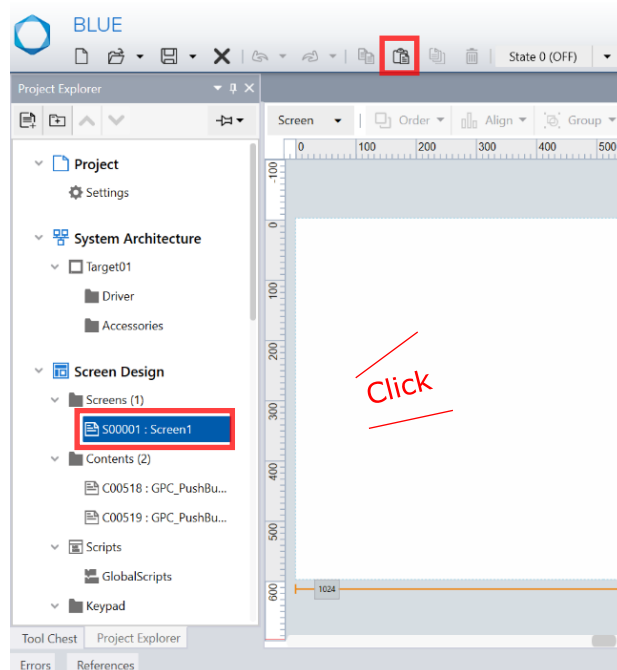 BLUE
State 0 (OFF)
Project Explorer
Screen
Order
Align
Group
0
100
200
300
400
500
-100
0
100
200
300
400
500
600
Project
Settings
System Architecture
Target01
Driver
Accessories
Screen Design
Screens (1)
S00001 : Screen1
Contents (2)
C00518 : GPC_PushBu...
C00519 : GPC_PushBu...
Scripts
GlobalScripts
Keypad
Click
1024
Tool Chest
Project Explorer
Errors
References